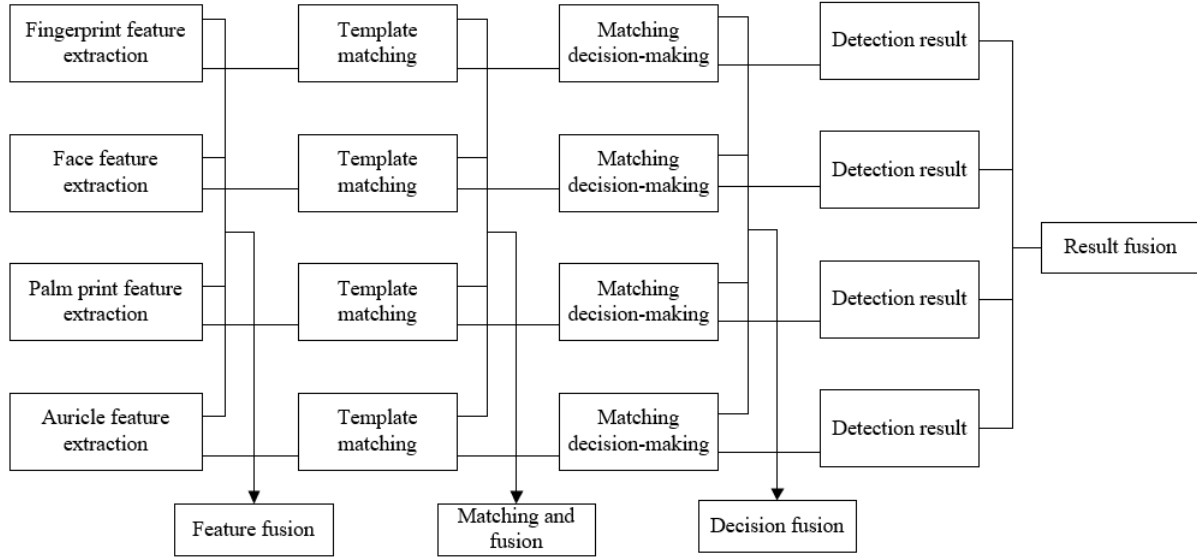 Fingerprint feature
extraction
Template
matching
Matching
decision-making
Detection result
Face feature
extraction
Template
matching
Matching
decision-making
Detection result
Result fusion
Palm print feature
extraction
Template
matching
Matching
decision-making
Detection result
Auricle feature
extraction
Template
matching
Matching
decision-making
Detection result
Feature fusion
Matching and
fusion
Decision fusion